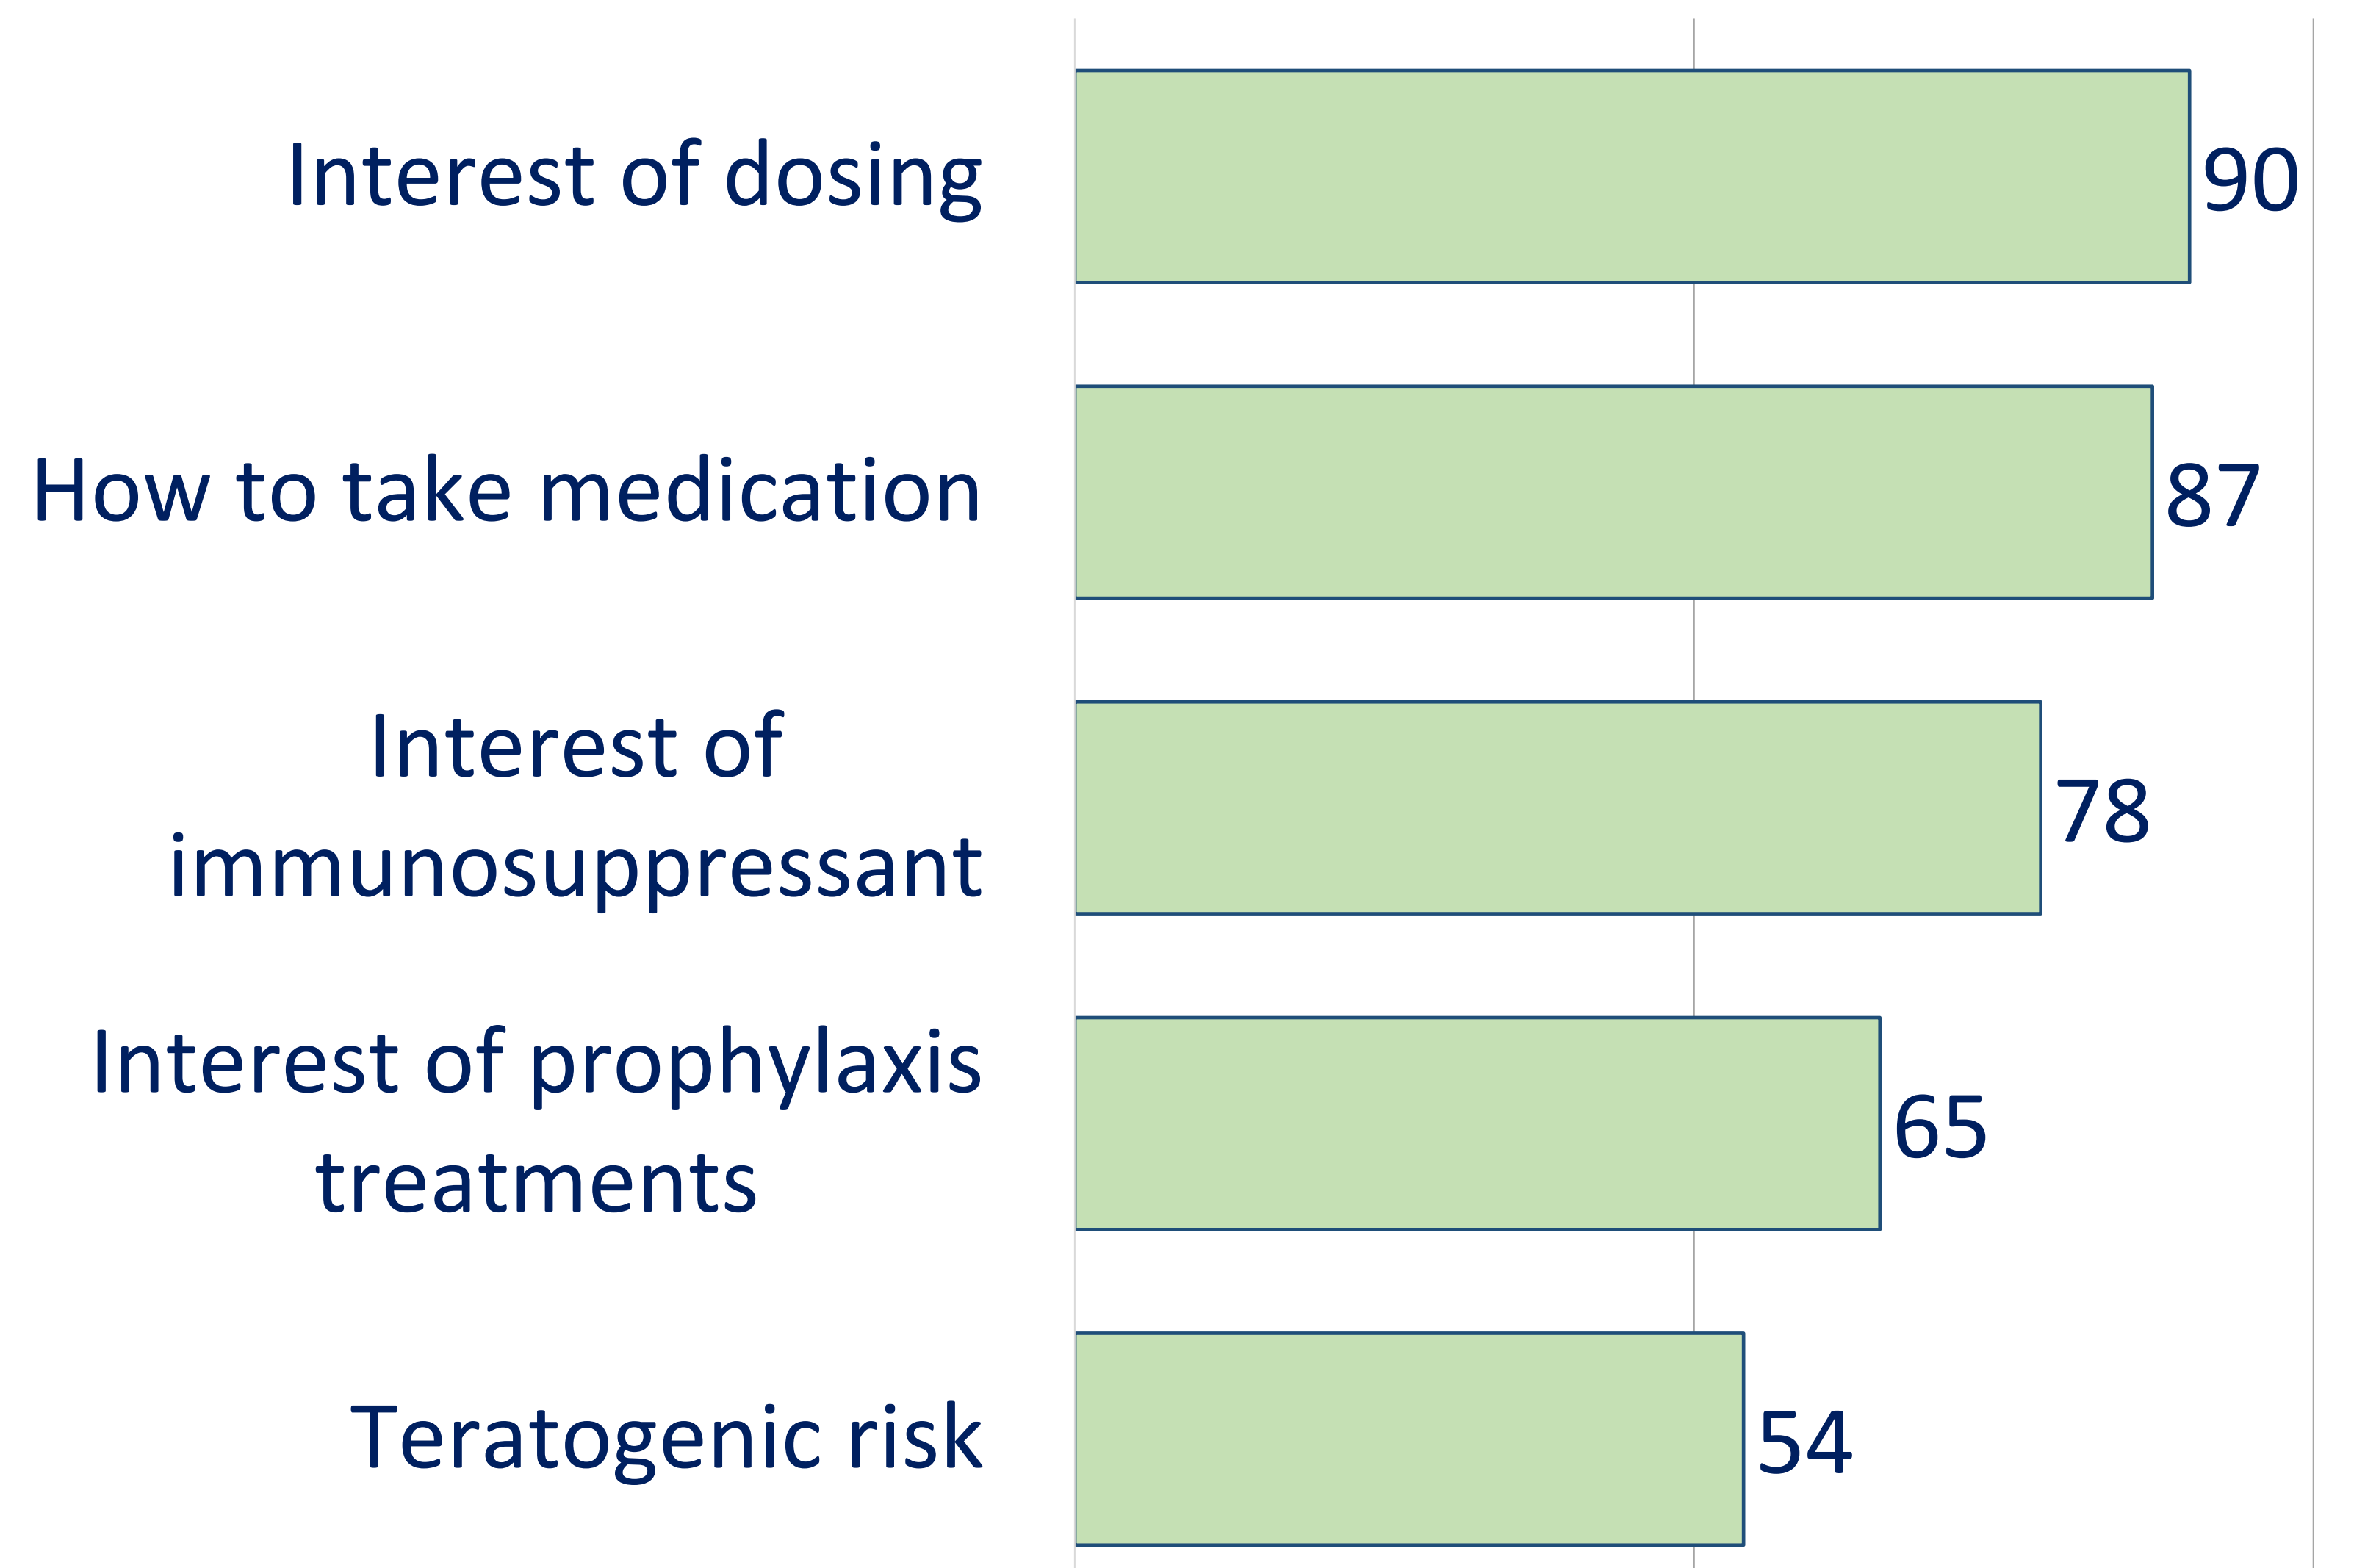 Interest of dosing
90
How to take medication
87
Interest of
immunosuppressant
78
Interest of prophylaxis
treatments
65
Teratogenic risk
54